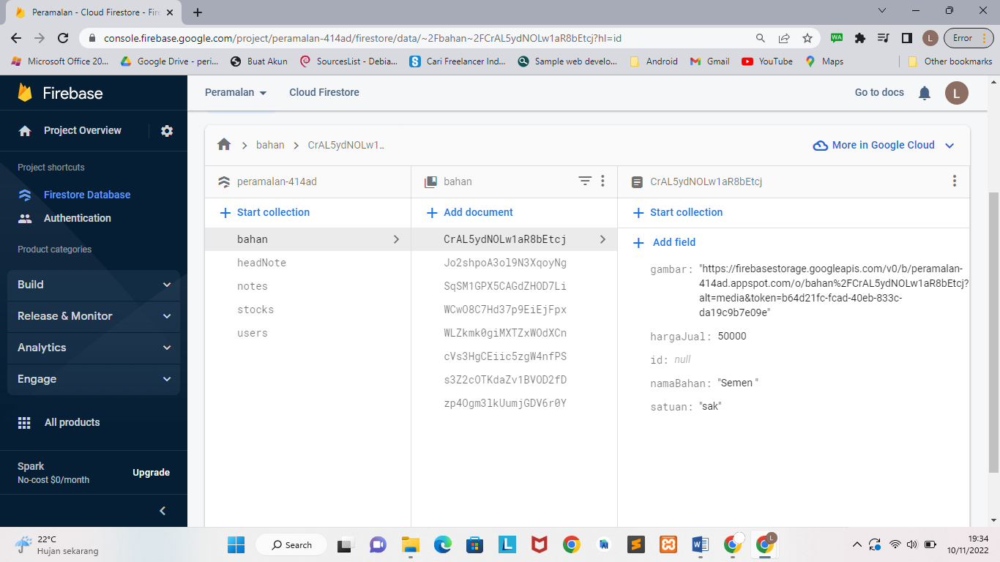 Peramalan - Cloud Firestore - Fire
console.firebase.google.com/project/peramalan-414ad/firestore/data/~2Fbahan~2FCrAL5ydNOLw1aR8bEtcj?hl=id
WA
L
Error
Microsoft Office 20...
Google Drive - peri...
Buat Akun
SourcesList - Debia...
Cari Freelancer Ind...
Sample web develo...
Android
Gmail
YouTube
Maps
Other bookmarks
Firebase
Peramalan
Cloud Firestore
Go to docs
L
Project Overview
Project shortcuts
Firestore Database
Authentication
Product categories
Build
Release & Monitor
Analytics
Engage
All products
Spark
No-cost $0/month
Upgrade
bahan
CrAL5ydNOLw1..
More in Google Cloud
peramalan-414ad
Start collection
bahan
headNote
notes
stocks
users
bahan
Add document
CrAL5ydNOLw1aR8bEtcj
Jo2shpoA3ol9N3XqoyNg
SqSM1GPX5CAGdZHOD7Li
WCwO8C7Hd37p9EiEjFpx
WLZkmk0giMXTZxWOdXCn
cVs3HgCEiic5zgW4nfPS
s3Z2cOTKdaZv1BVOD2fD
zp4Ogm3lkUumjGDV6r0Y
CrAL5ydNOLw1aR8bEtcj
Start collection
Add field
gambar: "https://firebasestorage.googleapis.com/v0/b/peramalan-
414ad.appspot.com/o/bahan%2FCrAL5ydNOLw1aR8bEtcj?
alt=media&token=b64d21fc-fcad-40eb-833c-
da19c9b7e09e"
hargaJual: 50000
id: null
namaBahan: "Semen "
satuan: "sak"
22°C
Hujan sekarang
Search
L
19:34
10/11/2022